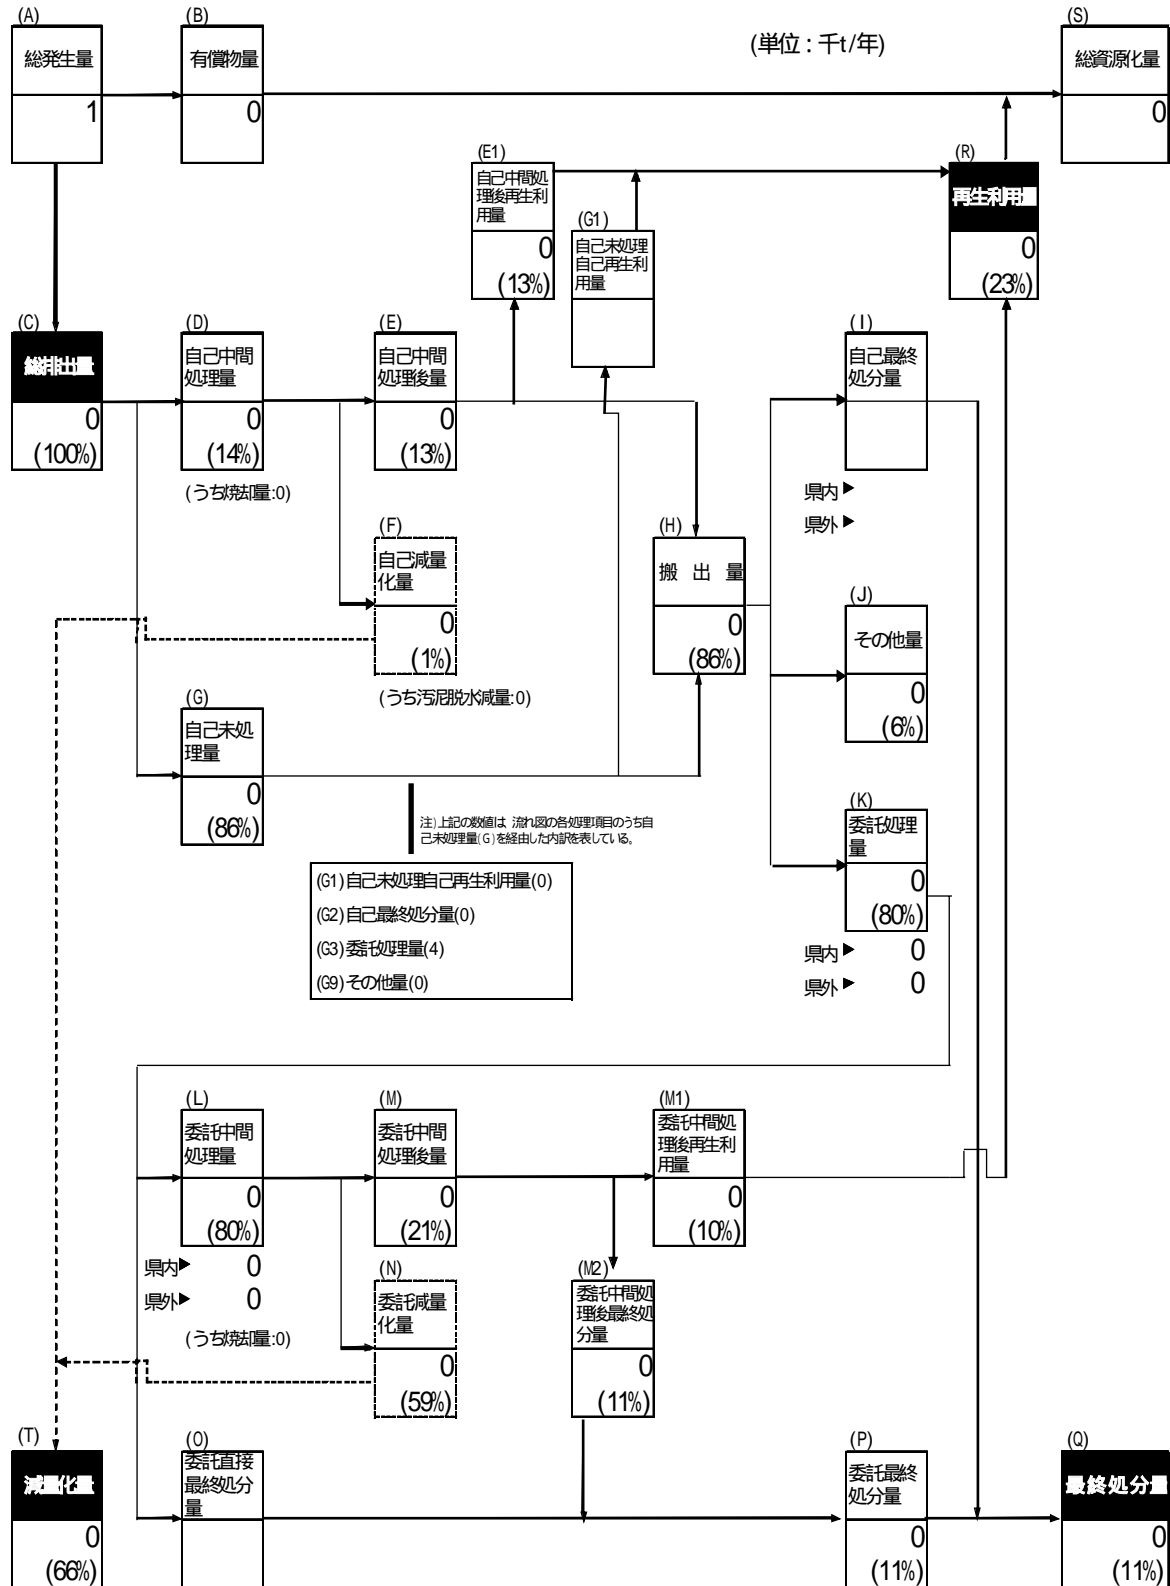 (A)
総発生量
1
(B)
有償物量
0
(単位：千t/年)
(S)
総資源化量
0
(E1)
自己中間処
理後再生利
用量
0
(13%)
(G1)
自己未処理
自己再生利
用量
(R)
再生利用量
0
(23%)
(C)
総排出量
0
(100%)
(D)
自己中間
処理量
0
(14%)
(うち焼却量:0)
(E)
自己中間
処理後量
0
(13%)
(I)
自己最終
処分量
県内▶
県外▶
(F)
自己減量
化量
0
(1%)
(うち汚泥脱水減量:0)
(H)
搬 出 量
0
(86%)
(J)
その他量
0
(6%)
(G)
自己未処
理量
0
(86%)
(K)
委託処理
量
0
(80%)
県内▶ 0
県外▶ 0
注)上記の数値は 流れ図の各処理項目のうち自
己未処理量(G)を経由した内訳を表している。
(G1)自己未処理自己再生利用量(0)
(G2)自己最終処分量(0)
(G3)委託処理量(4)
(G9)その他量(0)
(L)
委託中間
処理量
0
(80%)
県内▶ 0
県外▶ 0
(うち焼却量:0)
(M)
委託中間
処理後量
0
(21%)
(M1)
委託中間処
理後再生利
用量
0
(10%)
(N)
委託減量
化量
0
(59%)
(M2)
委託中間処
理後最終処
分量
0
(11%)
(T)
減量化量
0
(66%)
(O)
委託直接
最終処分
量
(P)
委託最終
処分量
0
(11%)
(Q)
最終処分量
0
(11%)